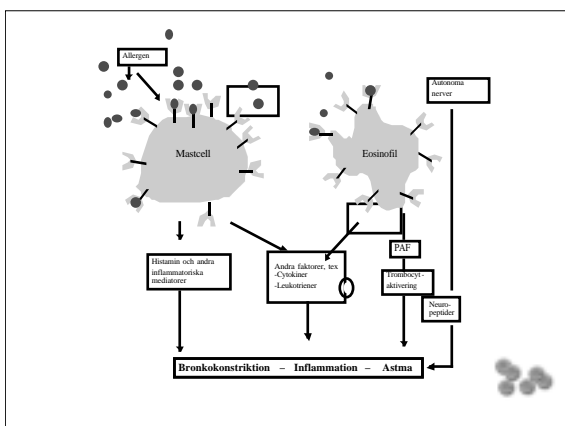 Allergen
Autonoma
nerver
Mastcell
Eosinofil
PAF
Histamin och andra
inflammatoriska
mediatorer
Andra faktorer, tex
-Cytokiner
-Leukotriener
Trombocyt-
aktivering
Neuro-
peptider
Bronkokonstriktion – Inflammation – Astma